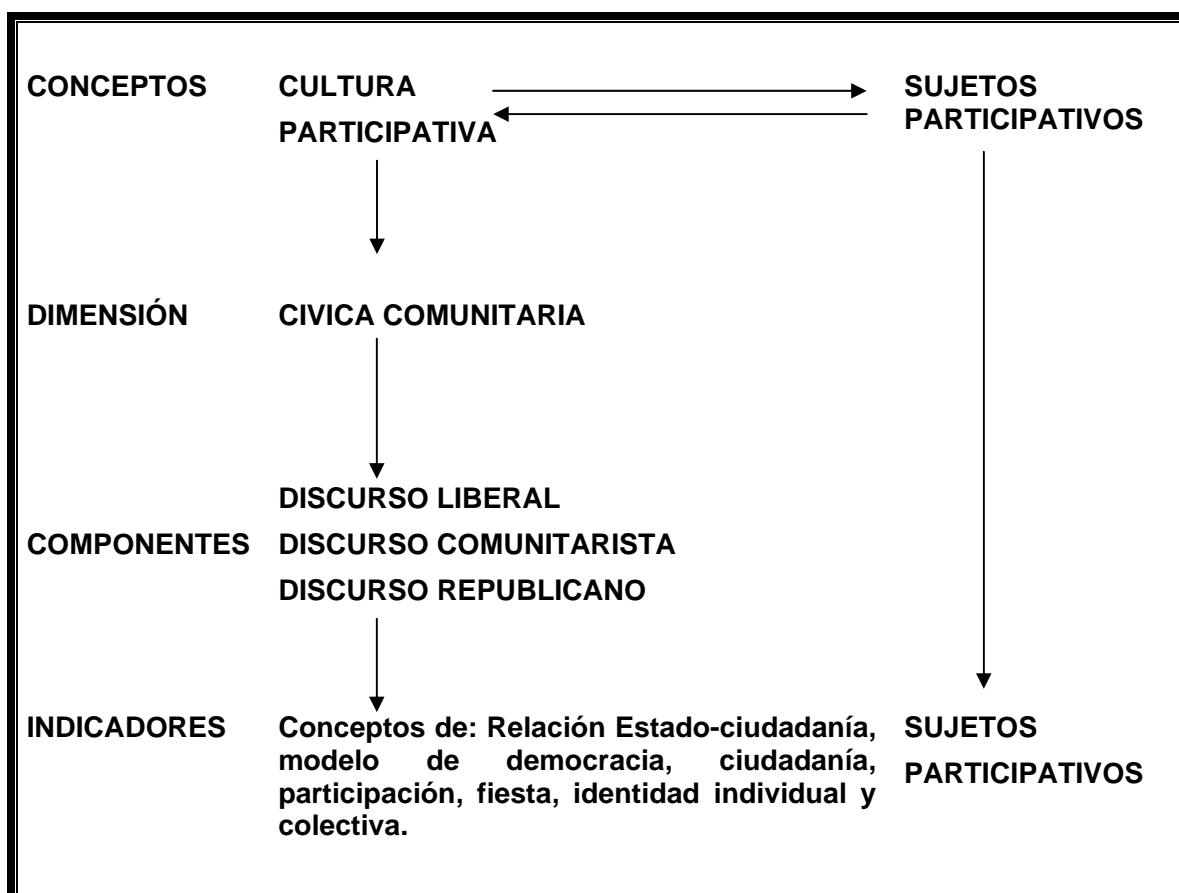 CONCEPTOS CULTURA SUJETOS
PARTICIPATIVA PARTICIPATIVOS
DIMENSIÓN CIVICA COMUNITARIA
DISCURSO LIBERAL
COMPONENTES DISCURSO COMUNITARISTA
DISCURSO REPUBLICANO
INDICADORES Conceptos de: Relación Estado-ciudadanía, SUJETOS
modelo de democracia, ciudadanía, PARTICIPATIVOS
participación, fiesta, identidad individual y
colectiva.